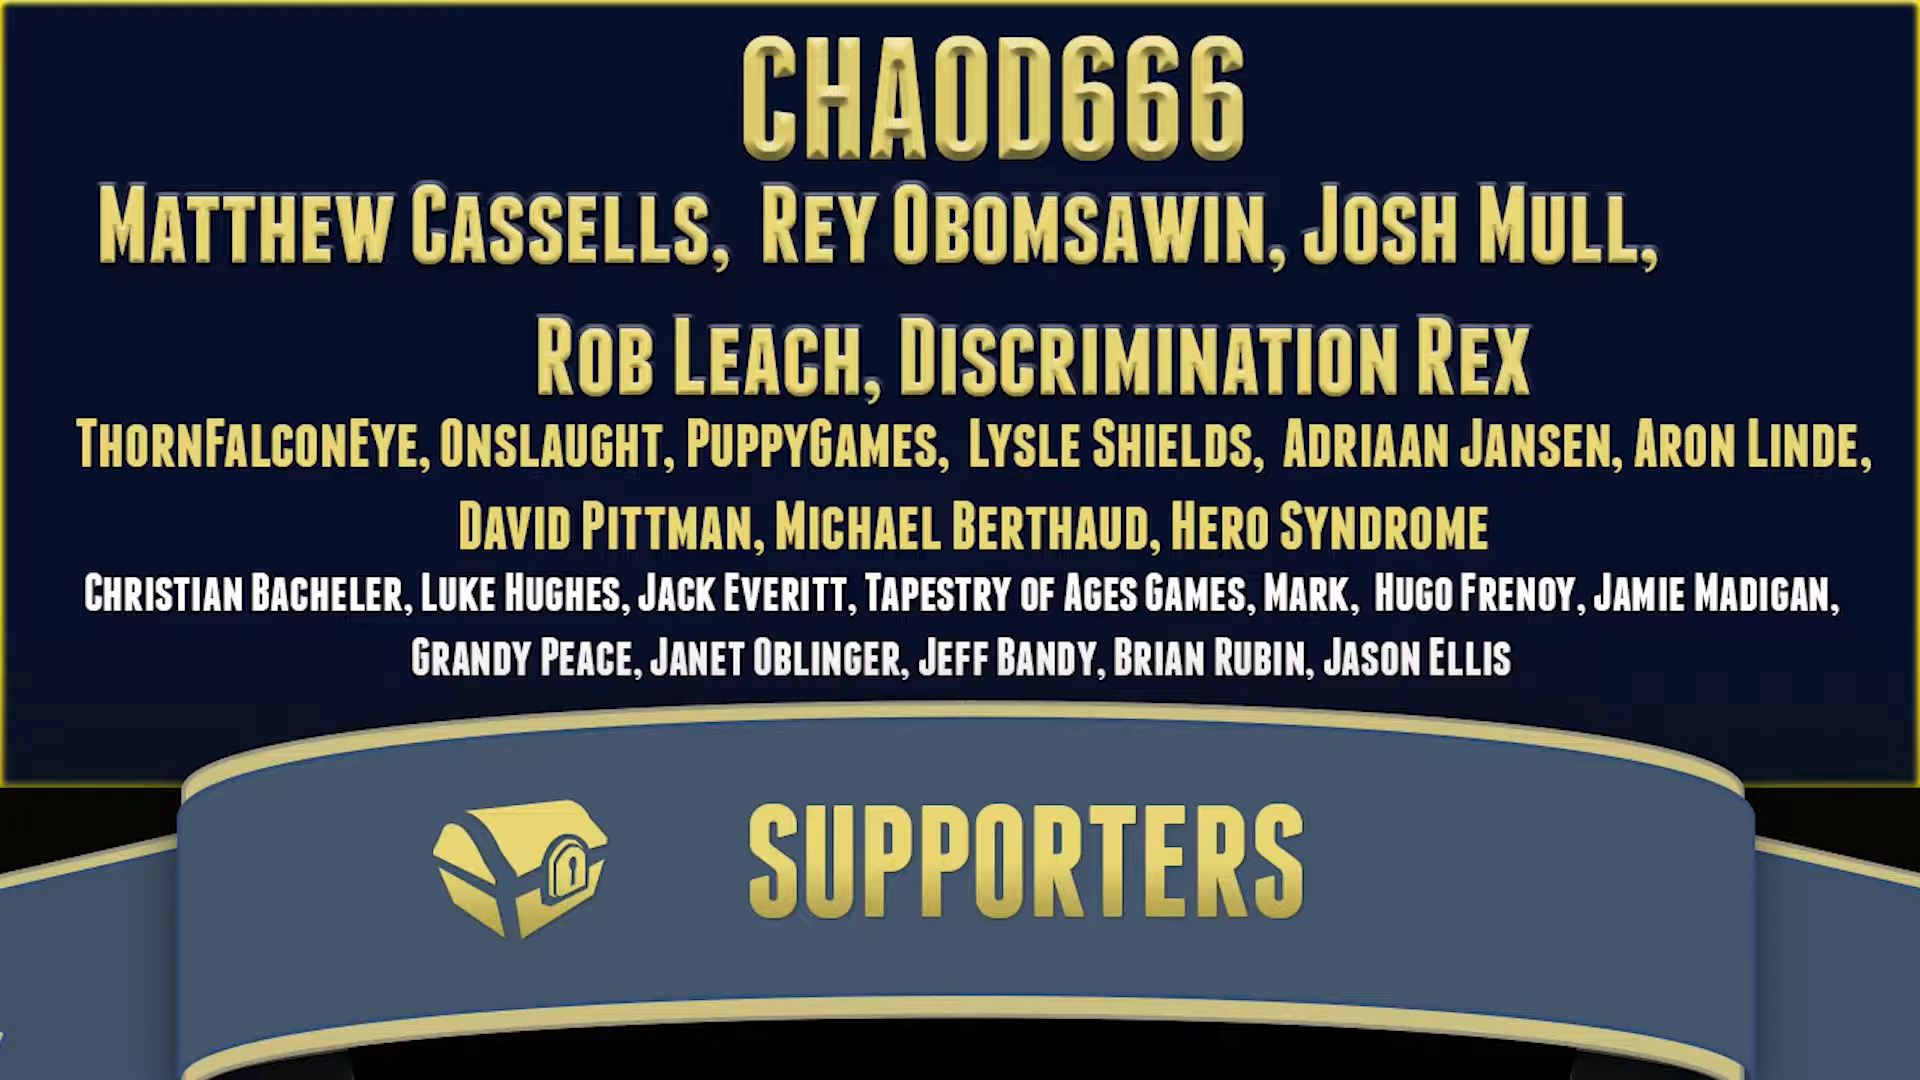 CHAOD666
MATTHEW CASSELLS, REY OBOMSAWIN, JOSH MULL,
ROB LEACH, DISCRIMINATION REX
THORNFALCONEYE, ONSLAUGHT, PUPPYGAMES, LYSLE SHIELDS, ADRIAAN JANSEN, ARON LINDE,
DAVID PITTMAN, MICHAEL BERTHAUD, HERO SYNDROME
CHRISTIAN BACHELER, LUKE HUGHES, JACK EVERITT, TAPESTRY OF AGES GAMES, MARK, HUGO FRENOY, JAMIE MADIGAN,
GRANDY PEACE, JANET OBLINGER, JEFF BANDY, BRIAN RUBIN, JASON ELLIS
SUPPORTERS